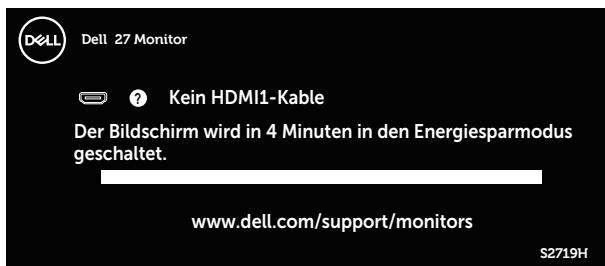 DELL
Dell 27 Monitor
? Kein HDMI1-Kable
Der Bildschirm wird in 4 Minuten in den Energiesparmodus
geschaltet.
www.dell.com/support/monitors
S2719H